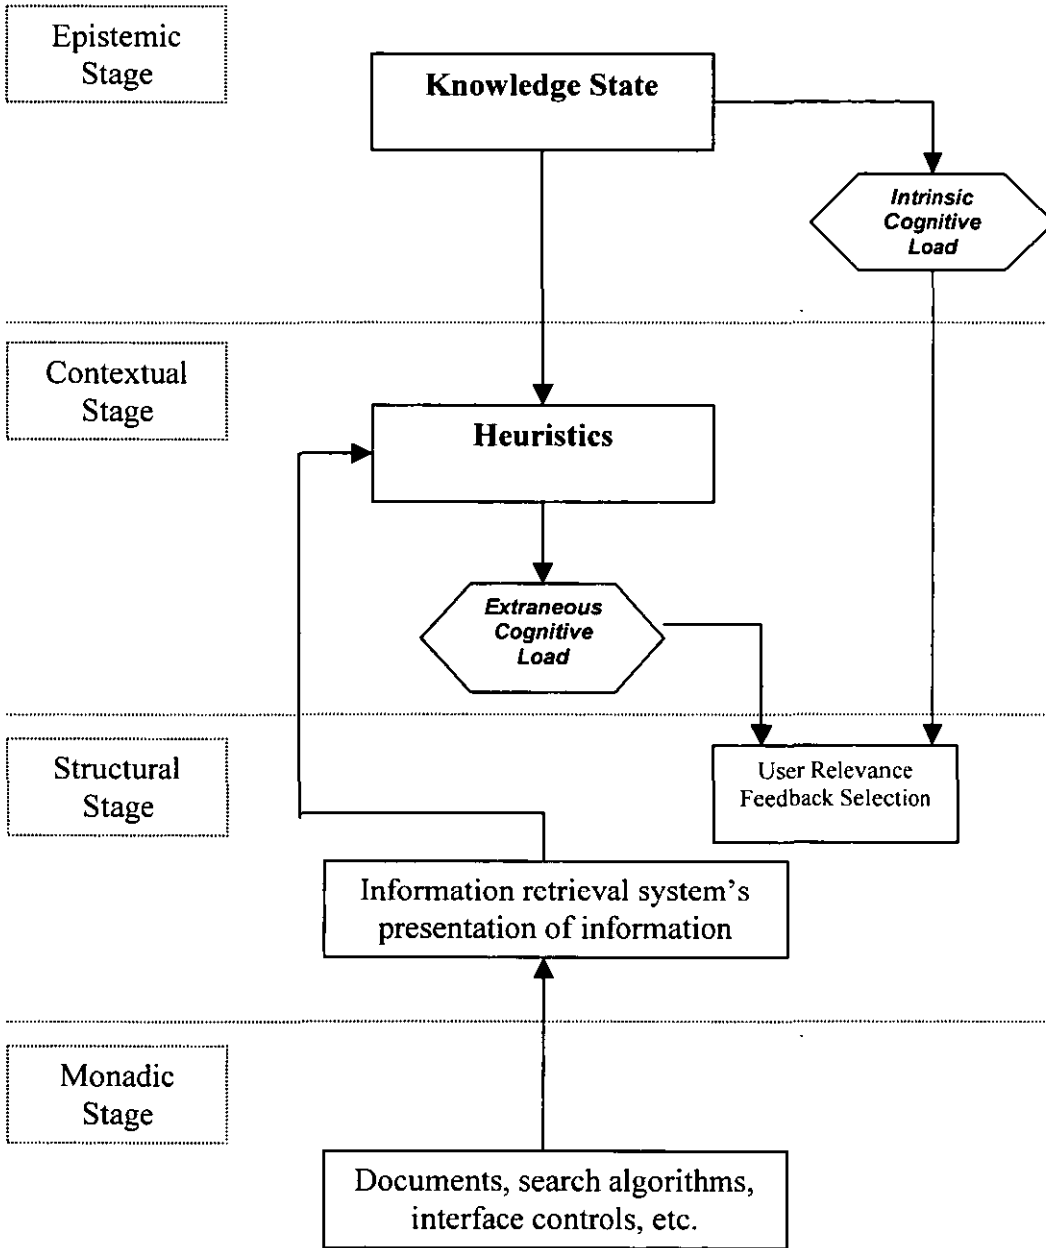 Epistemic
Stage
Knowledge State
Intrinsic
Cognitive
Load
Contextual
Stage
Heuristics
Extraneous
Cognitive
Load
Structural
Stage
User Relevance
Feedback Selection
Information retrieval system's
presentation of information
Monadic
Stage
Documents, search algorithms,
interface controls, etc.